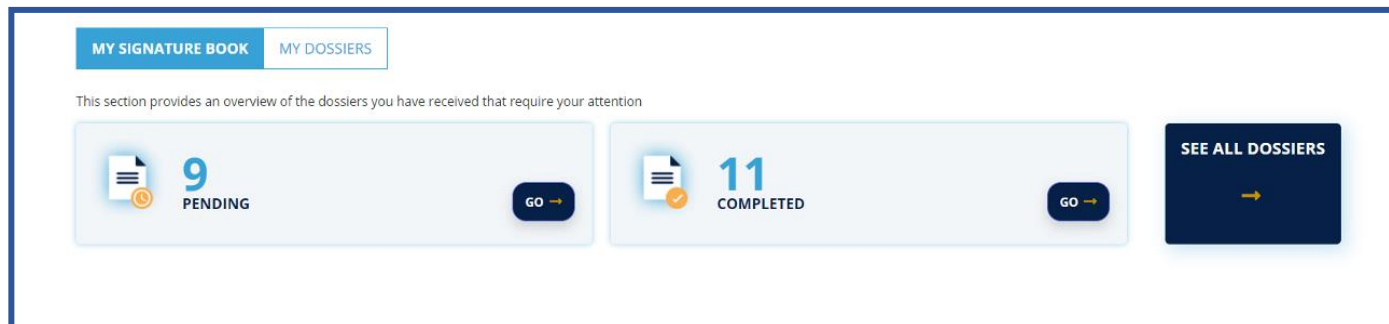 MY SIGNATURE BOOK
MY DOSSIERS
This section provides an overview of the dossiers you have received that require your attention
9
PENDING
GO →
11
COMPLETED
GO →
SEE ALL DOSSIERS
→